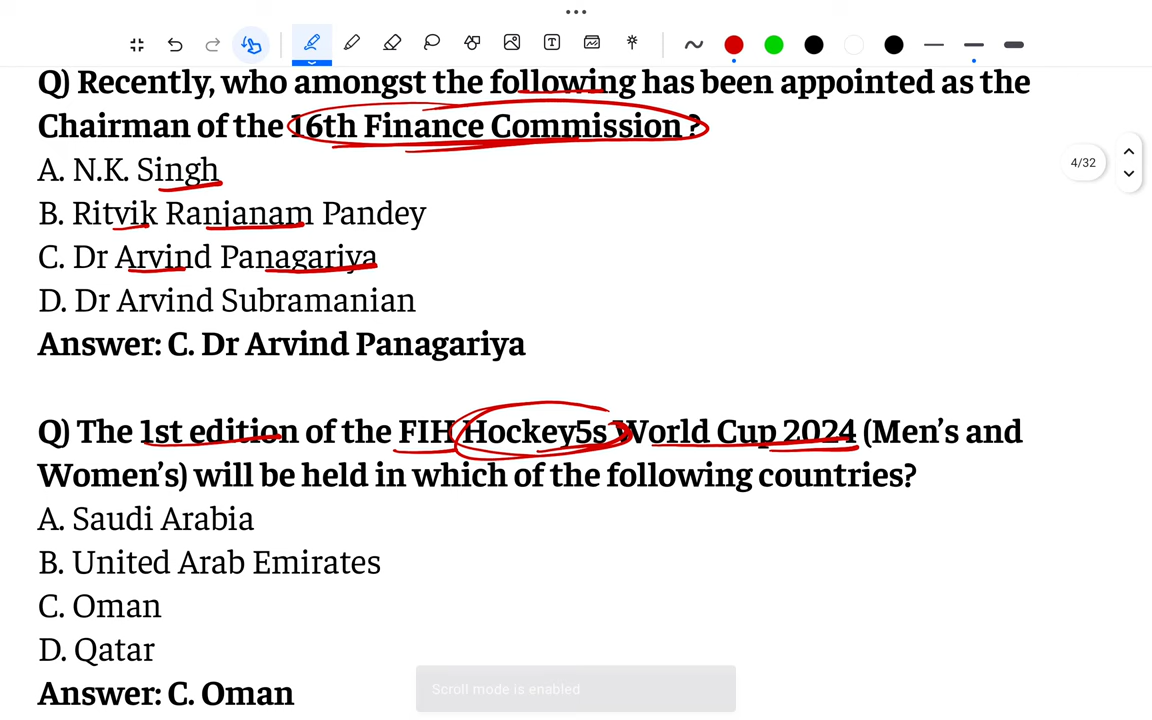 Q) Recently, who amongst the following has been appointed as the
Chairman of the 16th Finance Commission?
4/32
A. N.K. Singh
B. Ritvik Ranjanam Pandey
C. Dr Arvind Panagariya
D. Dr Arvind Subramanian
Answer: C. Dr Arvind Panagariya
Q) The 1st edition of the FIH Hockey5s World Cup 2024 (Men’s and
Women’s) will be held in which of the following countries?
A. Saudi Arabia
B. United Arab Emirates
C. Oman
D. Qatar
Answer: C. Oman
Scroll mode is enabled